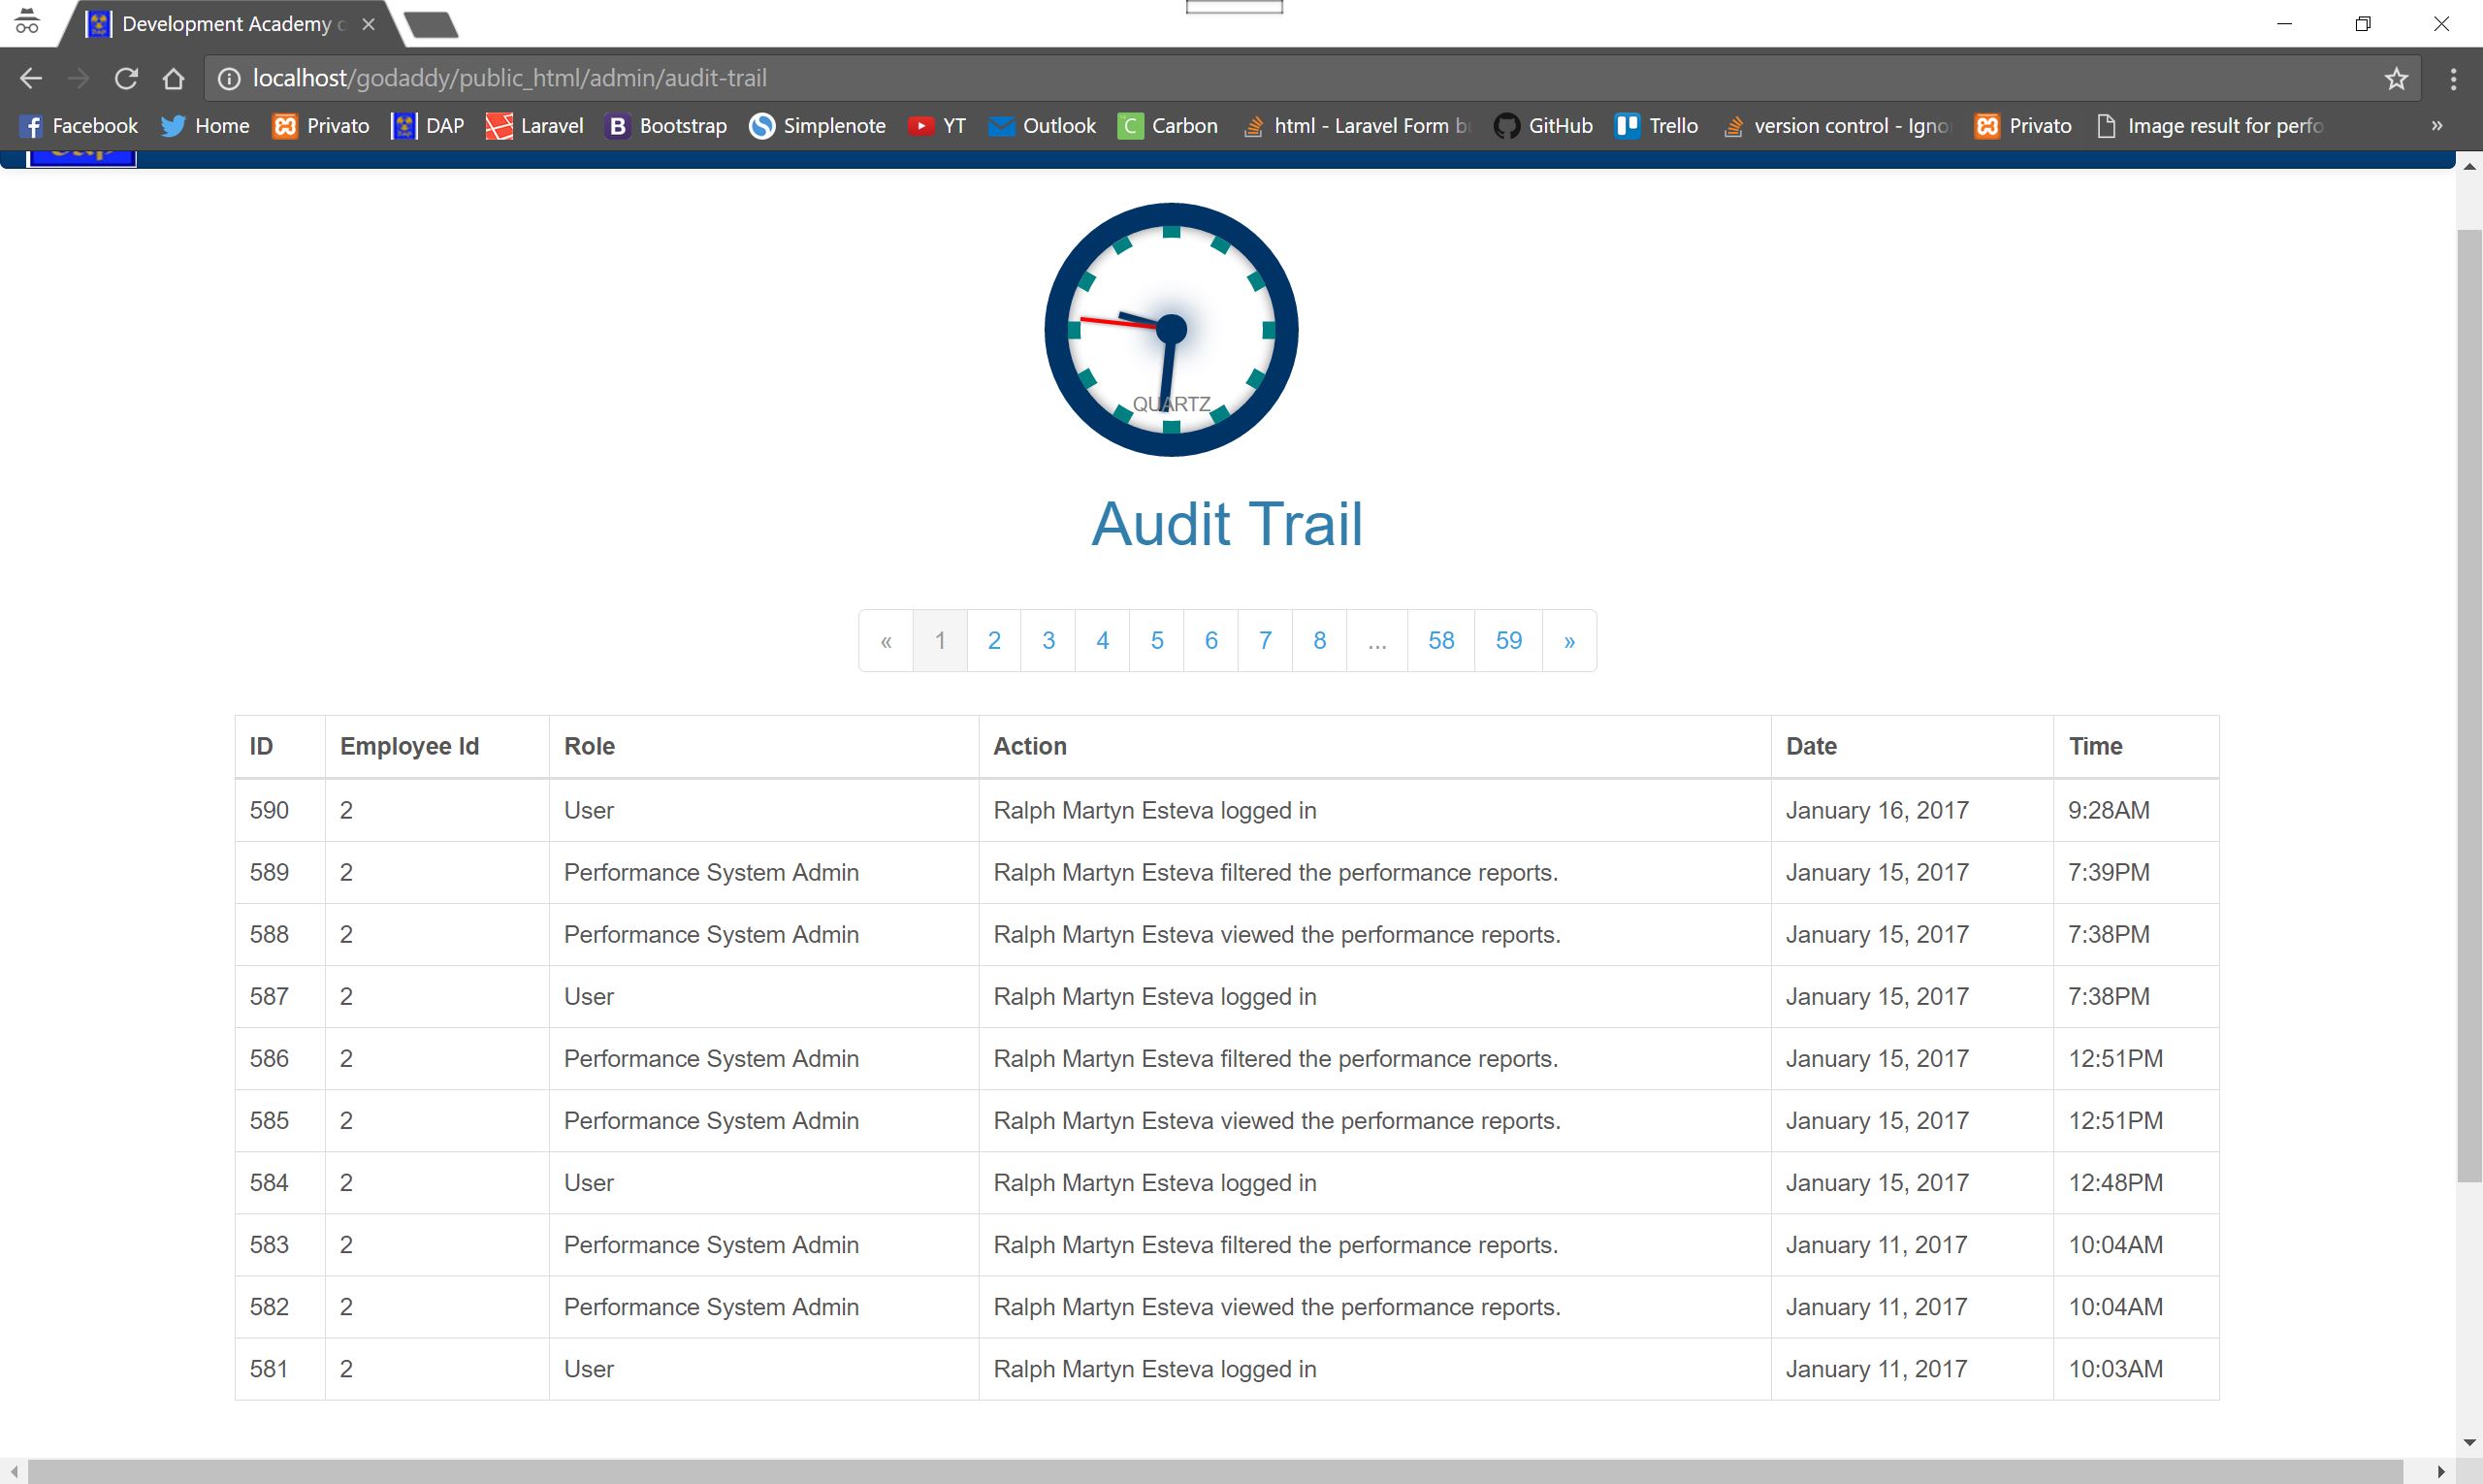 Development Academy
localhost/godaddy/public_html/admin/audit-trail
Facebook Home Privato DAP Laravel Bootstrap Simplenote YT Outlook Carbon html - Laravel Form GitHub Trello version control - Privato Image result for
QUARTZ
Audit Trail
« 1 2 3 4 5 6 7 8 ... 58 59 »
ID Employee Id Role Action Date Time
590 2 User Ralph Martyn Esteva logged in January 16, 2017 9:28AM
589 2 Performance System Admin Ralph Martyn Esteva filtered the performance reports. January 15, 2017 7:39PM
588 2 Performance System Admin Ralph Martyn Esteva viewed the performance reports. January 15, 2017 7:38PM
587 2 User Ralph Martyn Esteva logged in January 15, 2017 7:38PM
586 2 Performance System Admin Ralph Martyn Esteva filtered the performance reports. January 15, 2017 12:51PM
585 2 Performance System Admin Ralph Martyn Esteva viewed the performance reports. January 15, 2017 12:51PM
584 2 User Ralph Martyn Esteva logged in January 15, 2017 12:48PM
583 2 Performance System Admin Ralph Martyn Esteva filtered the performance reports. January 11, 2017 10:04AM
582 2 Performance System Admin Ralph Martyn Esteva viewed the performance reports. January 11, 2017 10:04AM
581 2 User Ralph Martyn Esteva logged in January 11, 2017 10:03AM